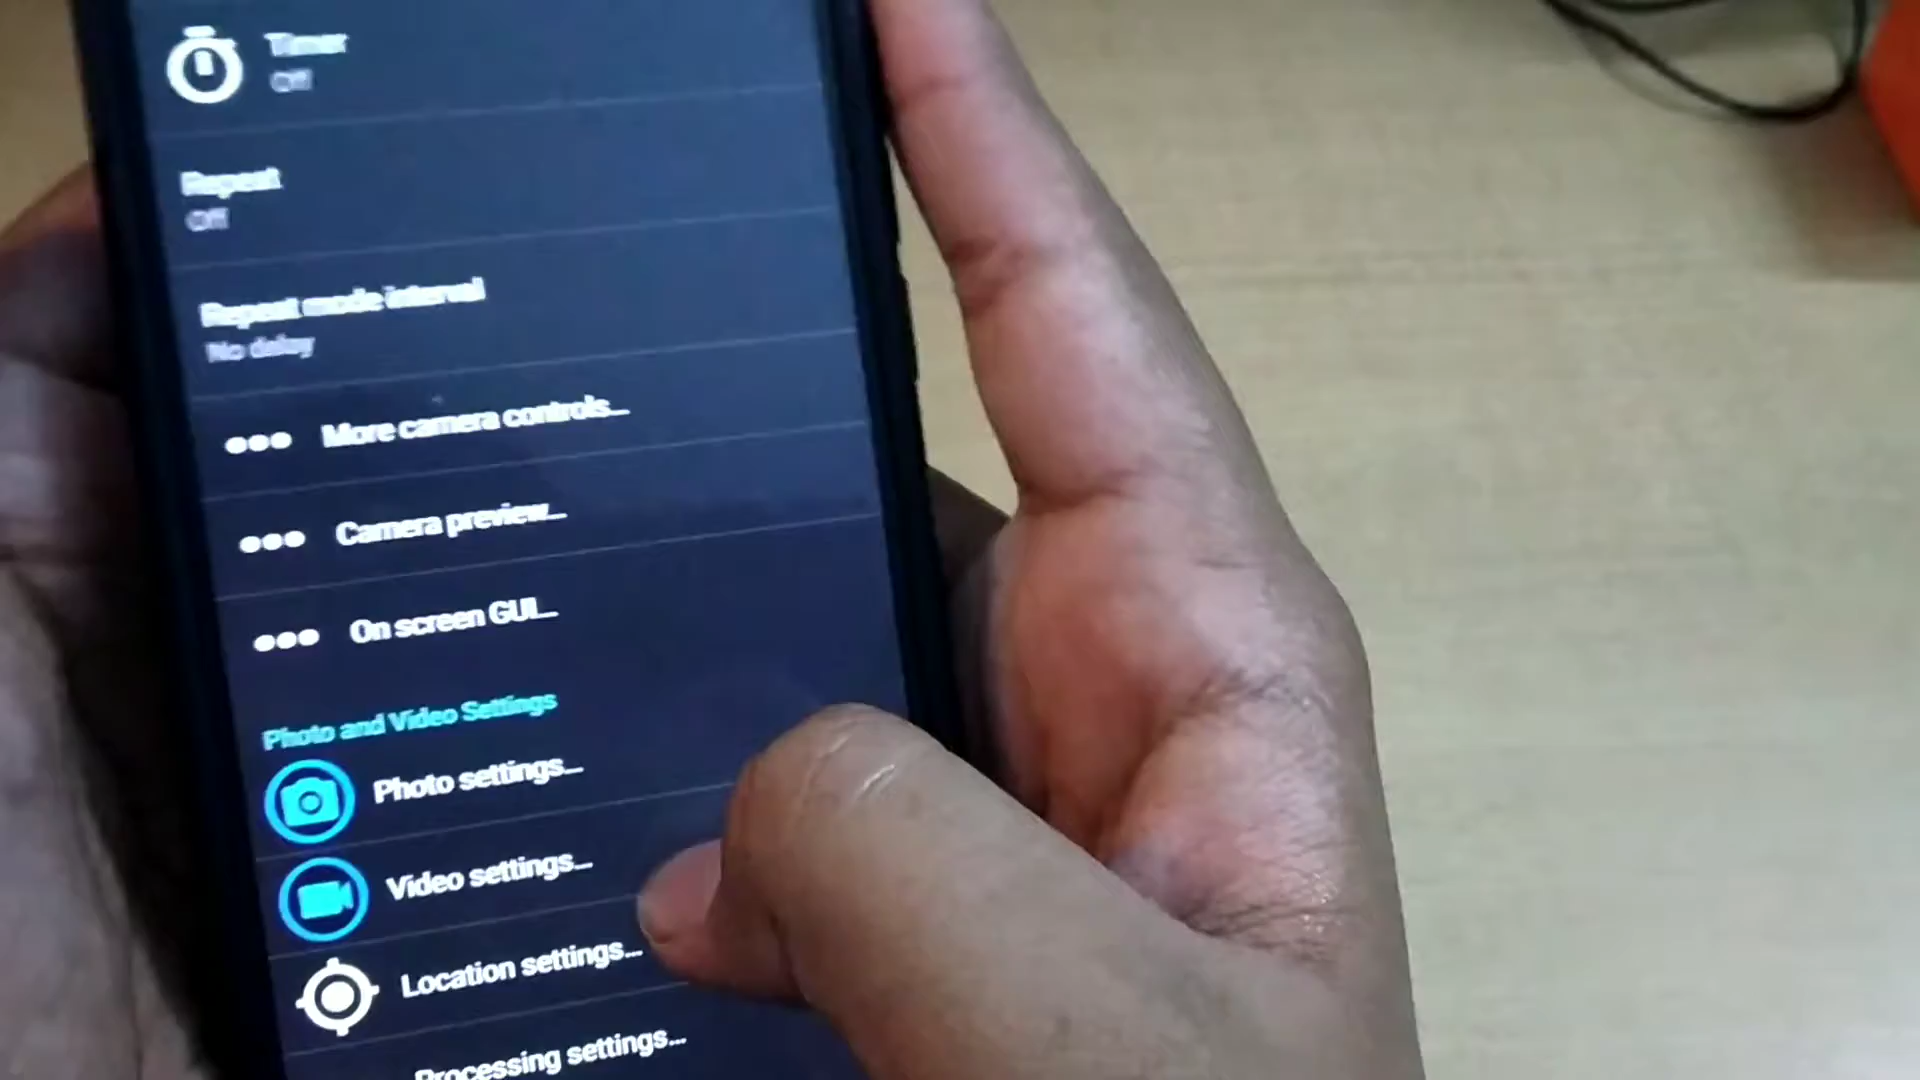 Timer
Off
Repeat
Off
Repeat mode interval
No delay
More camera controls...
Camera preview...
On screen GUI...
Photo and Video Settings
Photo settings...
Video settings...
Location settings...
Processing settings...